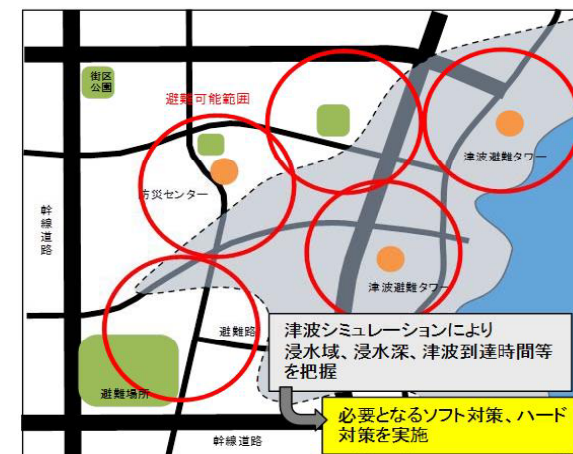 街区
公園
避難可能範囲
津波避難タワー
防災センター
幹線道路
津波避難タワー
避難路
避難場所
幹線道路
津波シミュレーションにより
浸水域、浸水深、津波到達時間等
を把握
必要となるソフト対策、ハード
対策を実施